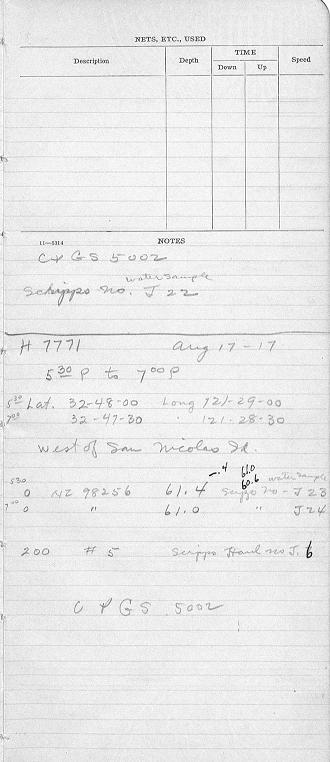 NETS, ETC., USED
Description Depth TIME Speed
Down Up
11—5314 NOTES
C & GS 5002
water sample
Scripps No. J 22
H 7771 Aug 17-17
5 30 P to 7 00 P
5 30 Lat. 32-48-00 Long 121-29-00
7 00 32-47-30 " 121-28-30
West of San Nicolas Id.
-.4 61.0
530 60.6 water sample
0 NZ 98256 61.4 Scripps No - J 23
7 00 0 " 61.0 " J 24
200 # 5 Scripps Haul No J. 6
C & GS 5002